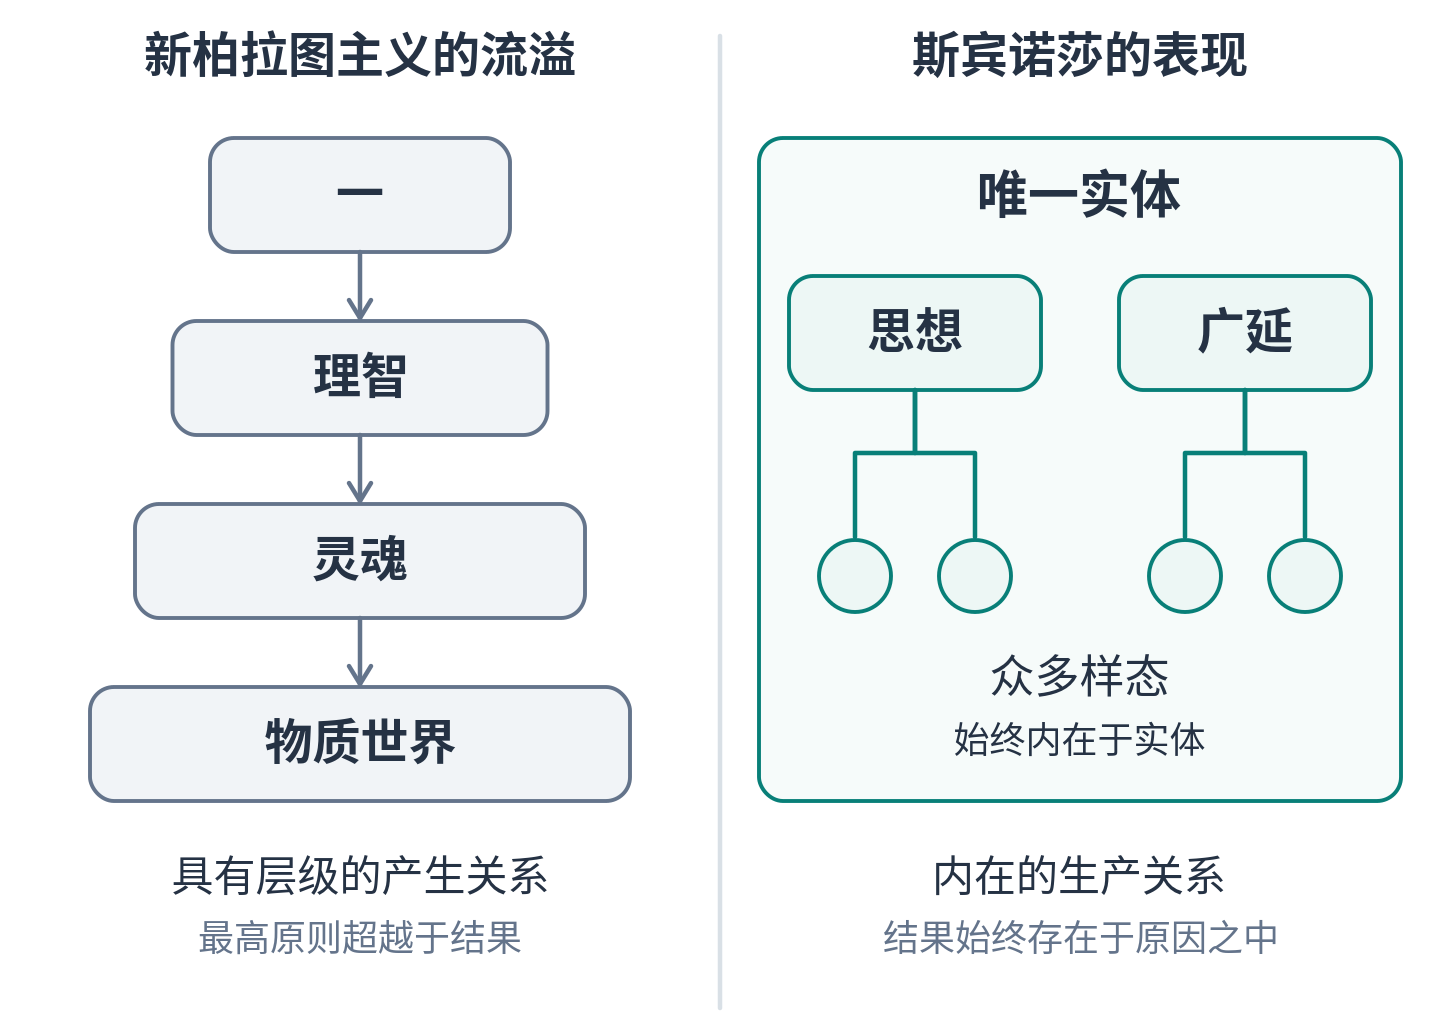 新柏拉图主义的流溢
一
理智
灵魂
物质世界
具有层级的产生关系
最高原则超越于结果
斯宾诺莎的表现
唯一实体
思想
广延
众多样态
始终内在于实体
内在的生产关系
结果始终存在于原因之中